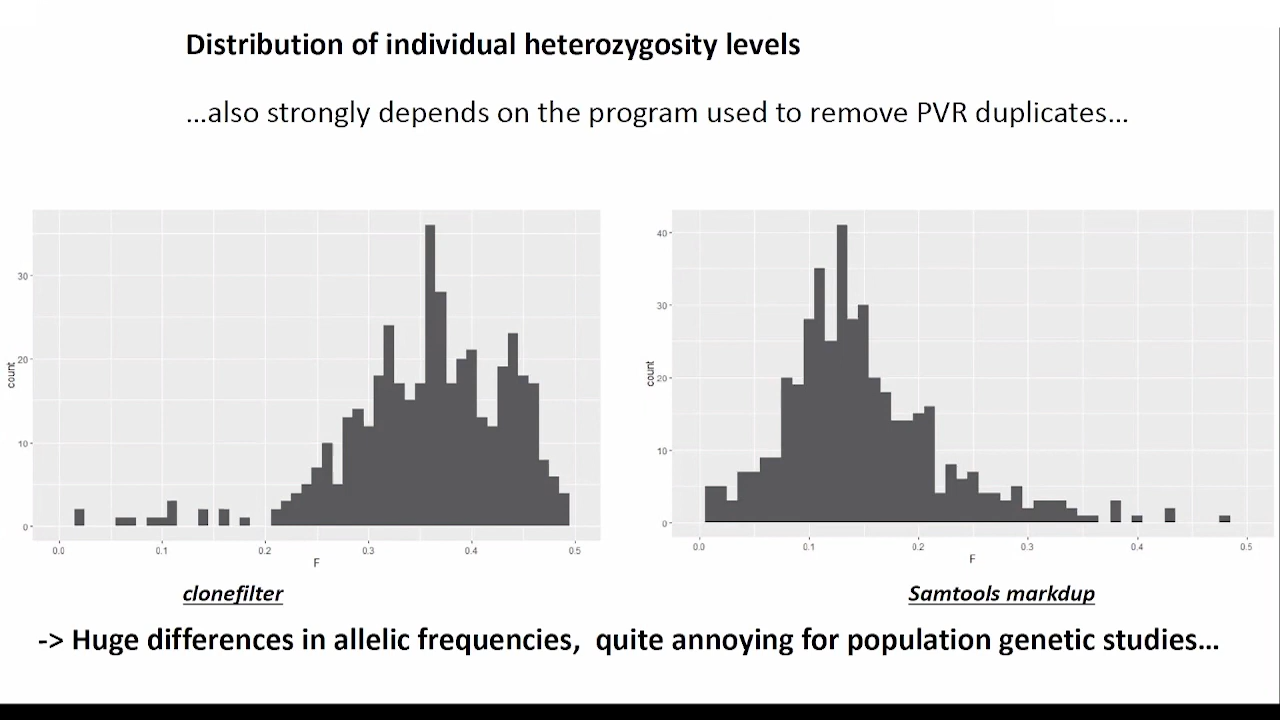 Distribution of individual heterozygosity levels
...also strongly depends on the program used to remove PVR duplicates...
30
20
10
0
count
0.0 0.1 0.2 0.3 0.4 0.5
F
40
30
20
10
0
count
0.0 0.1 0.2 0.3 0.4 0.5
F
clonefilter
Samtools markdup
-> Huge differences in allelic frequencies, quite annoying for population genetic studies...